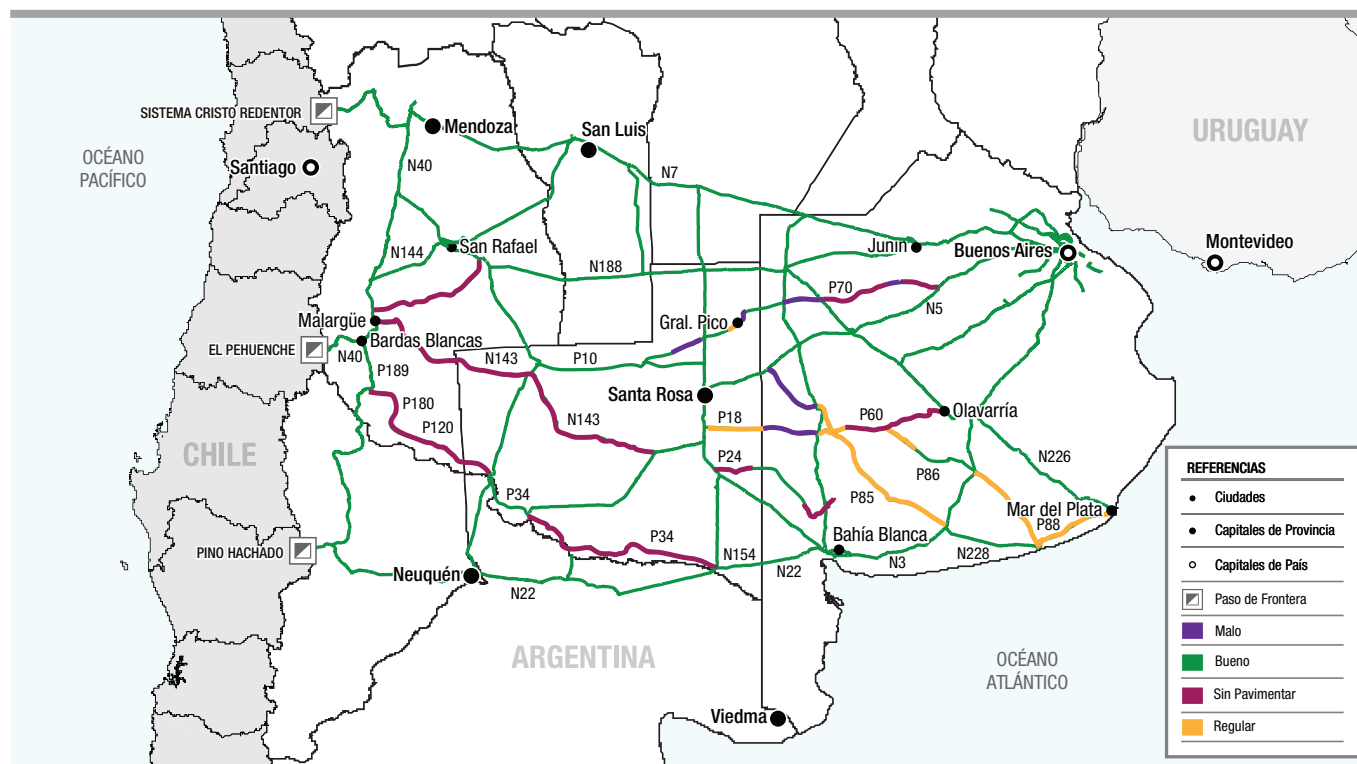 SISTEMA CRISTO REDENTOR
Mendoza
San Luis
URUGUAY
OCÉANO
PACÍFICO
Santiago
N40
N7
San Rafael
Junin
Buenos Aires
Montevideo
N144
N188
P70
N5
Malargüe
Gral. Pico
Bardas Blancas
EL PEHUENCHE
N40
N143
P10
P189
Santa Rosa
P180
N143
P18
P60
Olavarría
P120
CHILE
P24
P86
N226
P34
P85
Mar del Plata
P88
PINO HACHADO
P34
N154
Bahía Blanca
N228
N3
N22
Neuquén
N22
ARGENTINA
OCÉANO
ATLÁNTICO
Viedma
REFERENCIAS
Ciudades
Capitales de Provincia
Capitales de País
Paso de Frontera
Malo
Bueno
Sin Pavimentar
Regular